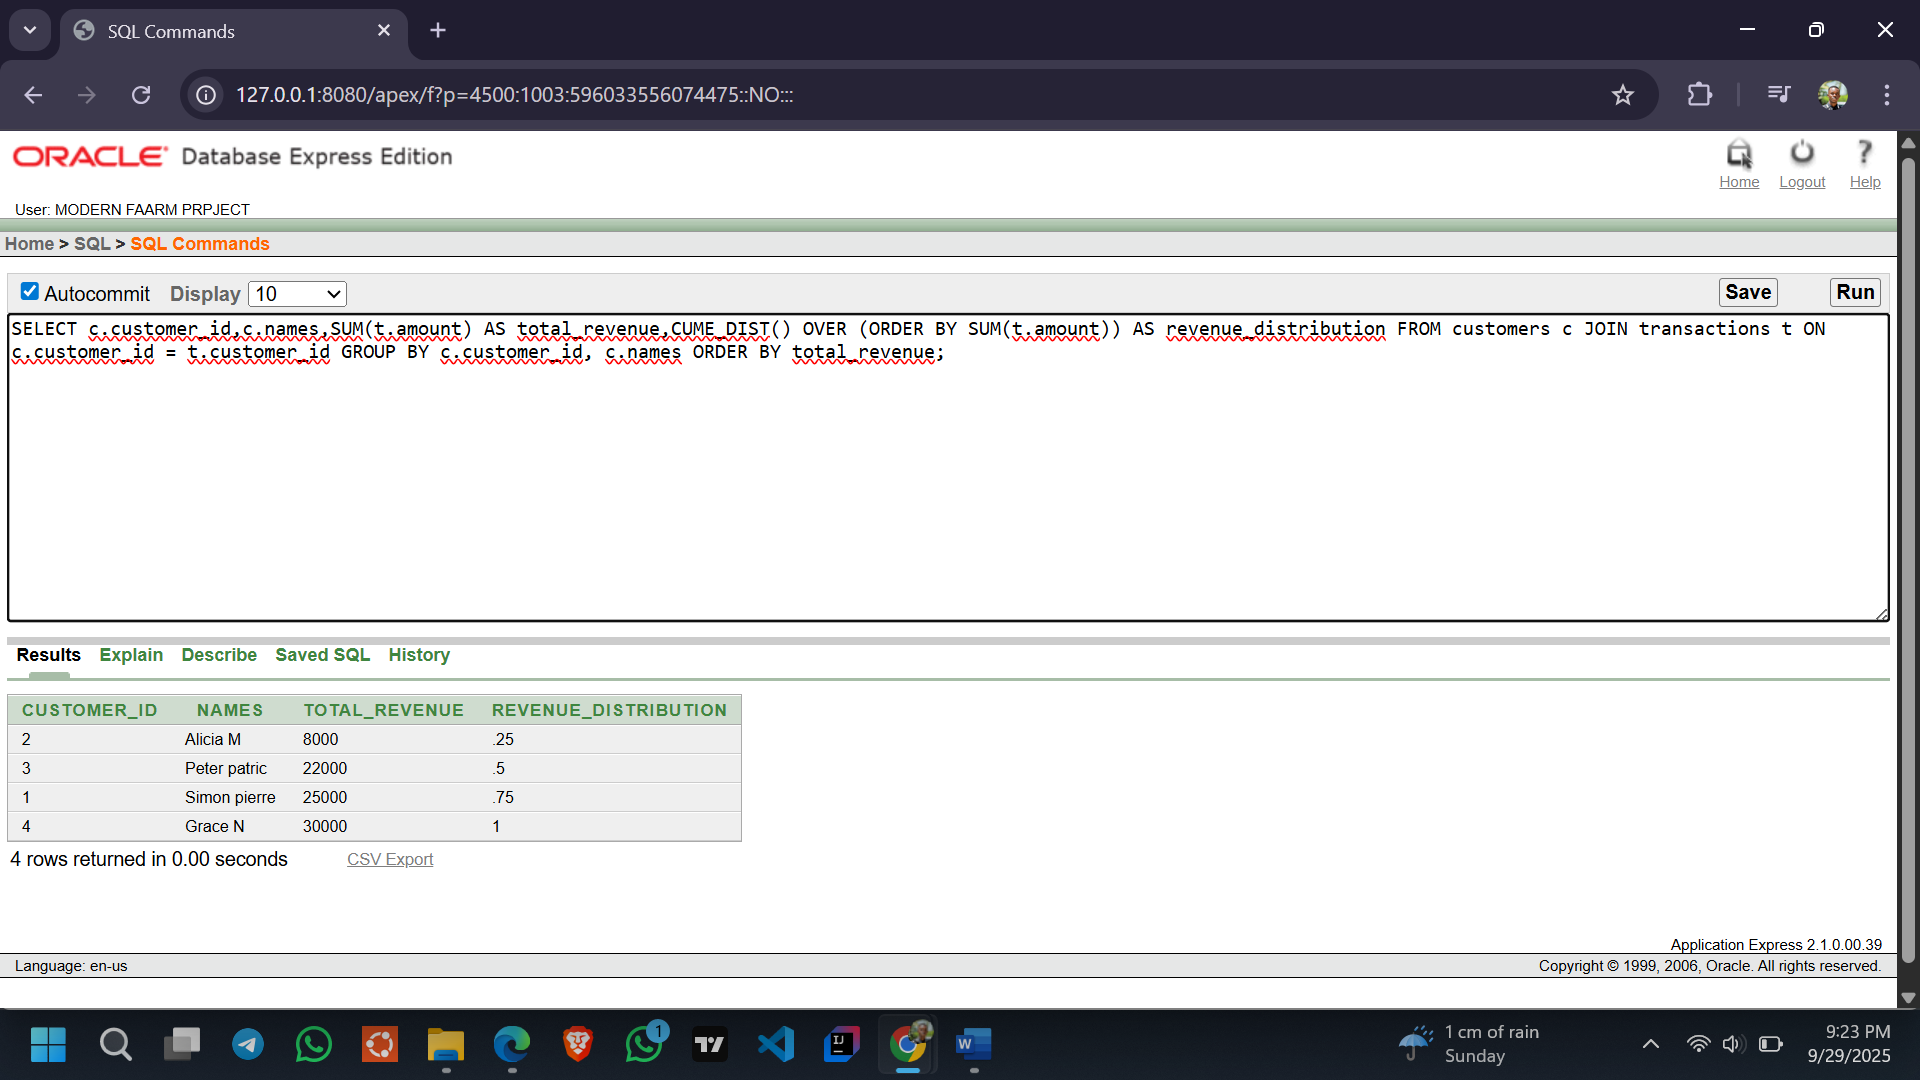 SQL Commands
127.0.0.1:8080/apex/f?p=4500:1003:596033556074475::NO:::
ORACLE Database Express Edition
Home Logout Help
User: MODERN FAARM PRPJECT
Home > SQL > SQL Commands
Autocommit Display 10 Save Run
SELECT c.customer_id,c.names,SUM(t.amount) AS total_revenue,CUME_DIST() OVER (ORDER BY SUM(t.amount)) AS revenue_distribution FROM customers c JOIN transactions t ON
c.customer_id = t.customer_id GROUP BY c.customer_id, c.names ORDER BY total_revenue;
Results Explain Describe Saved SQL History
CUSTOMER_ID NAMES TOTAL_REVENUE REVENUE_DISTRIBUTION
2 Alicia M 8000 .25
3 Peter patric 22000 .5
1 Simon pierre 25000 .75
4 Grace N 30000 1
4 rows returned in 0.00 seconds CSV Export
Application Express 2.1.0.00.39
Language: en-us Copyright © 1999, 2006, Oracle. All rights reserved.
1
1 cm of rain
Sunday
9:23 PM
9/29/2025